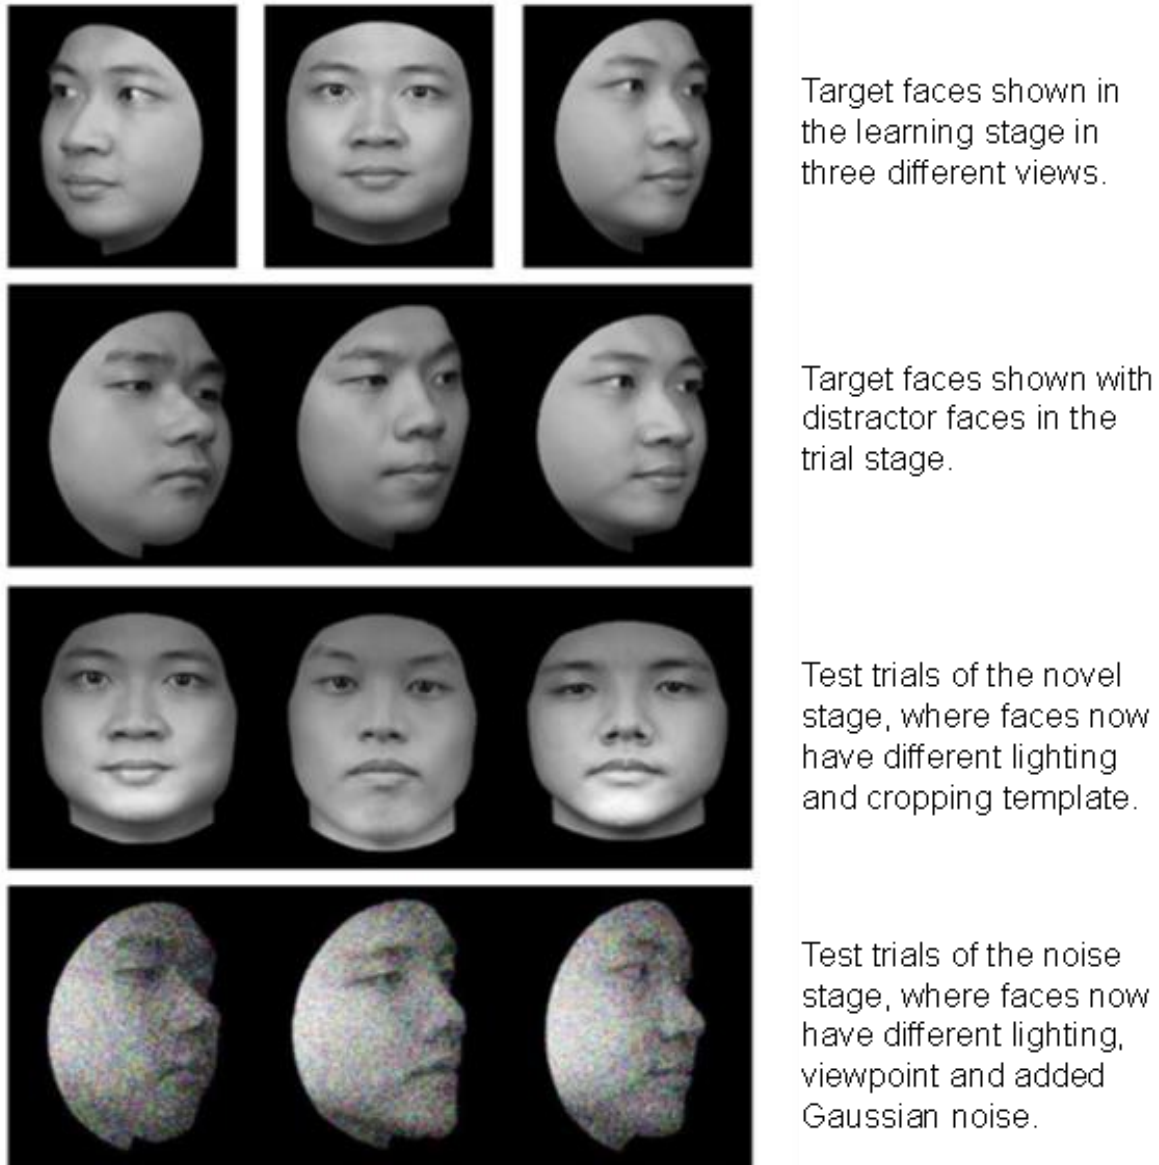 Target faces shown in
the learning stage in
three different views.
Target faces shown with
distractor faces in the
trial stage.
Test trials of the novel
stage, where faces now
have different lighting
and cropping template.
Test trials of the noise
stage, where faces now
have different lighting,
viewpoint and added
Gaussian noise.